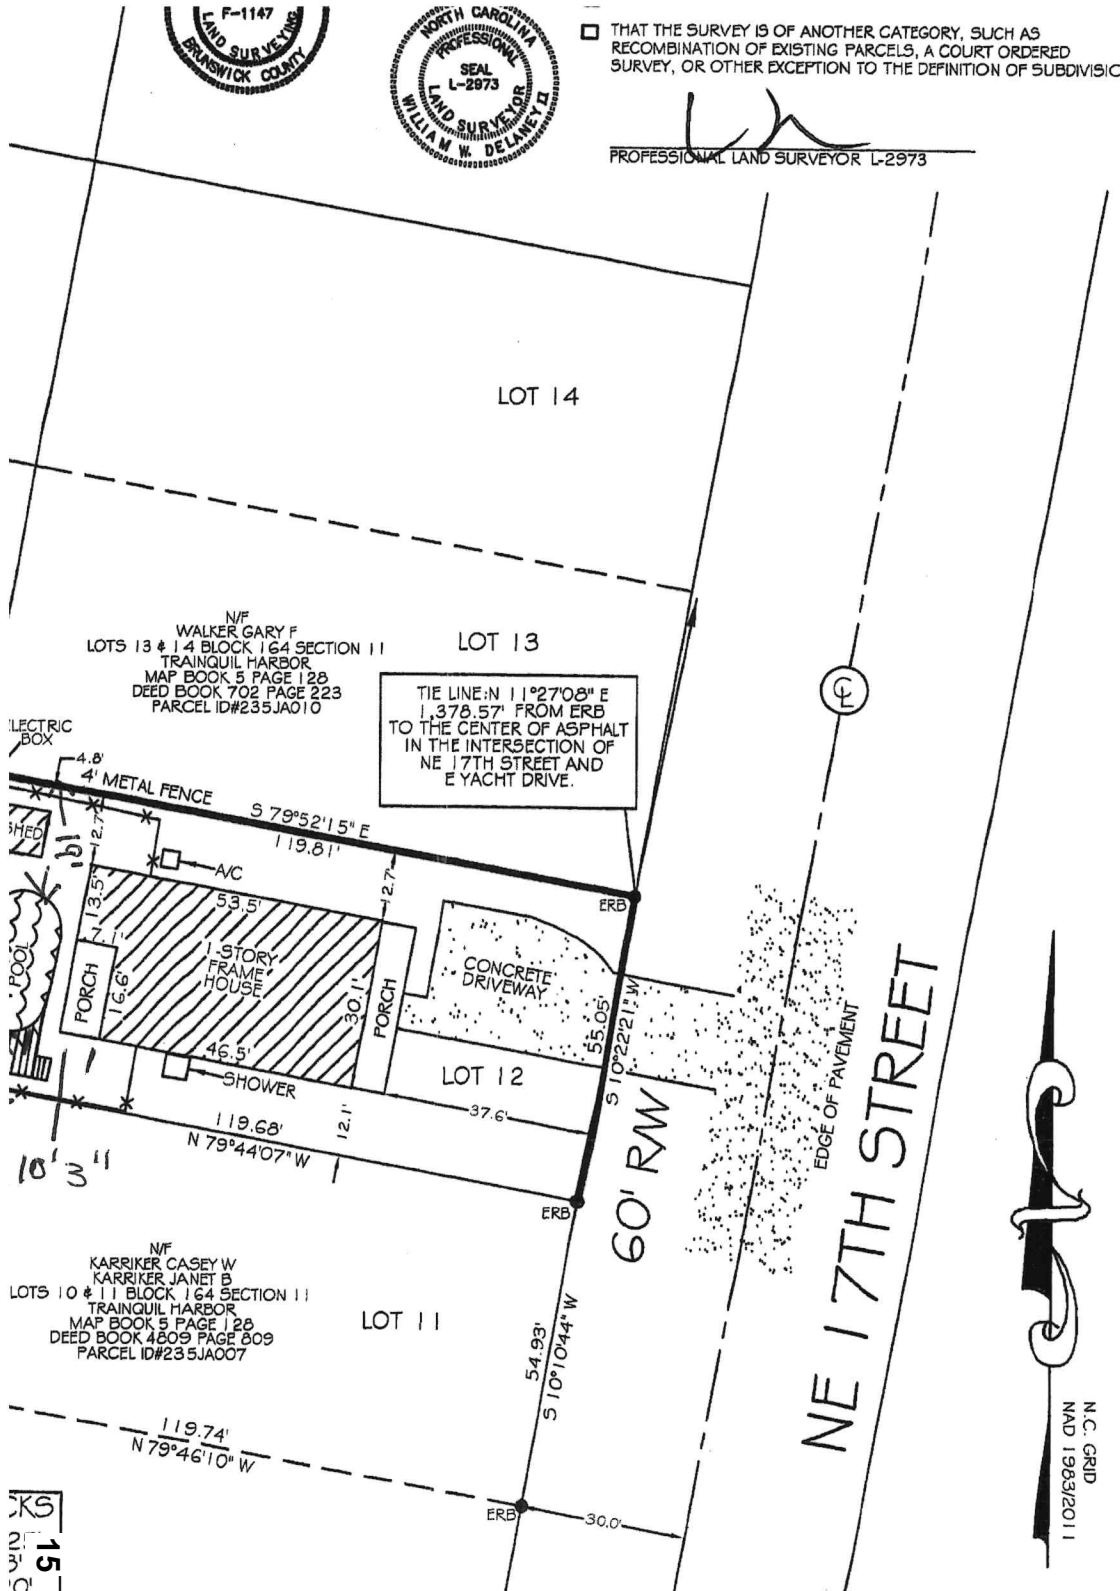 F-1147
LAND SURVEYING
BRUNSWICK COUNTY
NORTH CAROLINA
PROFESSIONAL
SEAL
L-2973
LAND SURVEYOR
WILLIAM W. DELANEY II
THAT THE SURVEY IS OF ANOTHER CATEGORY, SUCH AS
RECOMBINATION OF EXISTING PARCELS, A COURT ORDERED
SURVEY, OR OTHER EXCEPTION TO THE DEFINITION OF SUBDIVISIO
PROFESSIONAL LAND SURVEYOR L-2973
LOT 14
N/F
WALKER GARY F
LOTS 13 & 14 BLOCK 164 SECTION 11
TRAINQUIL HARBOR
MAP BOOK 5 PAGE 128
DEED BOOK 702 PAGE 223
PARCEL ID#235JA010
LOT 13
TIE LINE:N 11°27'08" E
1,378.57' FROM ERB
TO THE CENTER OF ASPHALT
IN THE INTERSECTION OF
NE 17TH STREET AND
E YACHT DRIVE.
CL
LECTRIC
BOX
4.8'
4' METAL FENCE
S 79°52'15" E
119.81'
SHED
12.7'
A/C
12.7'
ERB
13.5'
53.5'
7.1'
1-STORY
FRAME
HOUSE
POOL
PORCH
16.6'
30.1'
PORCH
CONCRETE
DRIVEWAY
55.05'
S 10°22'21" W
EDGE OF PAVEMENT
46.5'
SHOWER
LOT 12
37.6'
119.68'
N 79°44'07" W
12.1'
10' 3"
ERB
60' R/W
NE 17TH STREET
N/F
KARRIKER CASEY W
KARRIKER JANET B
LOTS 10 & 11 BLOCK 164 SECTION 11
TRAINQUIL HARBOR
MAP BOOK 5 PAGE 128
DEED BOOK 4809 PAGE 809
PARCEL ID#235JA007
LOT 11
54.93'
S 10°10'44" W
119.74'
N 79°46'10" W
ERB
30.0'
N.C. GRID
NAD 1983/2011
CKS
15